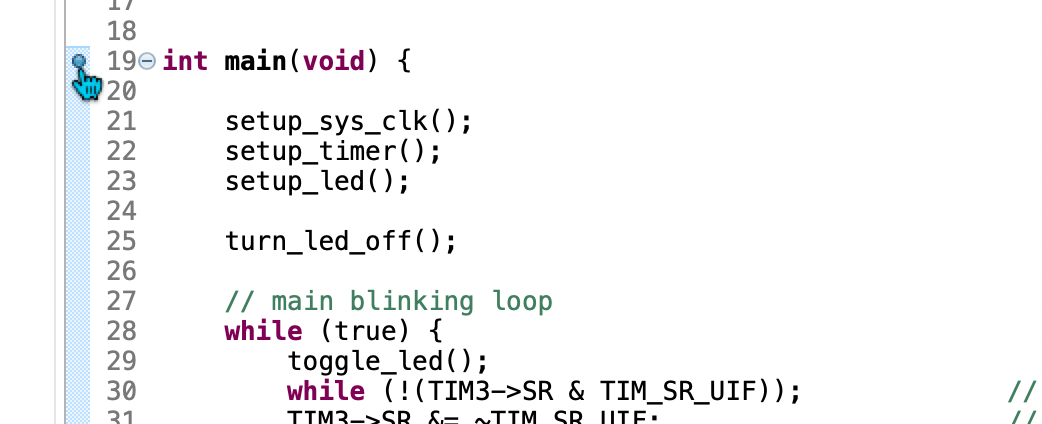 17
18
19 int main(void) {
20
21 setup_sys_clk();
22 setup_timer();
23 setup_led();
24
25 turn_led_off();
26
27 // main blinking loop
28 while (true) {
29 toggle_led();
30 while (!(TIM3->SR & TIM_SR_UIF)); //
31 TIM3->SR &= ~TIM_SR_UIF; //